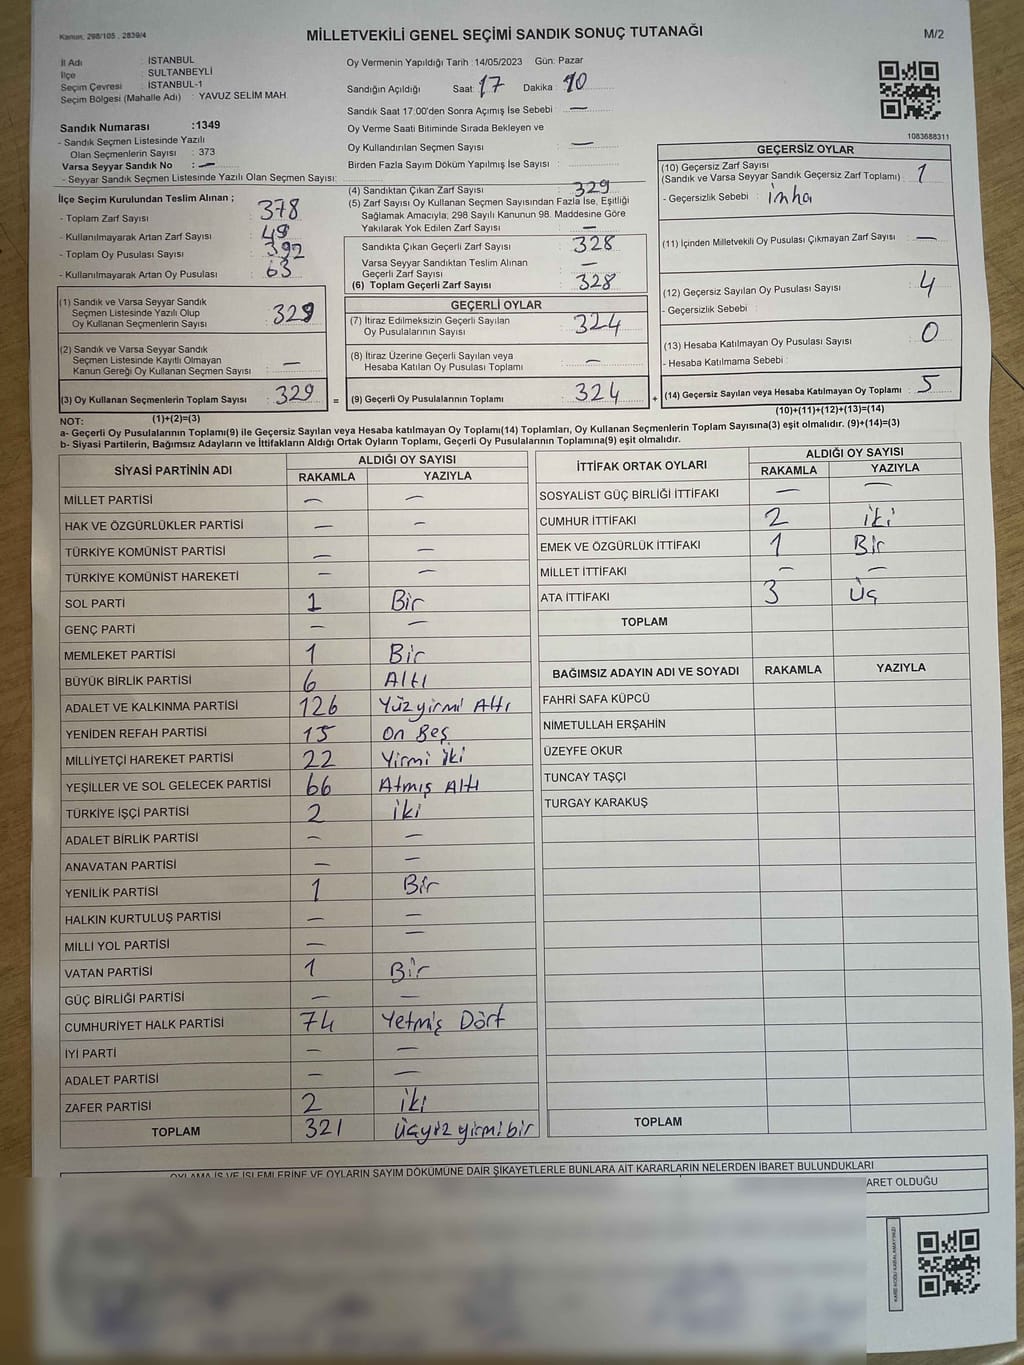 Kanun, 298/105 , 2839/4
MİLLETVEKİLİ GENEL SEÇİMİ SANDIK SONUÇ TUTANAĞI
M/2
İl Adı : İSTANBUL
İlçe : SULTANBEYLİ
Seçim Çevresi : İSTANBUL-1
Seçim Bölgesi (Mahalle Adı) : YAVUZ SELİM MAH.
Sandık Numarası :1349
- Sandık Seçmen Listesinde Yazılı
Olan Seçmenlerin Sayısı : 373
Varsa Seyyar Sandık No : —
- Seyyar Sandık Seçmen Listesinde Yazılı Olan Seçmen Sayısı:
Oy Vermenin Yapıldığı Tarih :14/05/2023 Gün: Pazar
Sandığın Açıldığı Saat: 17 Dakika: 10
Sandık Saat 17:00'den Sonra Açımış İse Sebebi : —
Oy Verme Saati Bitiminde Sırada Bekleyen ve
Oy Kullandırılan Seçmen Sayısı : —
Birden Fazla Sayım Döküm Yapılmış İse Sayısı :
1083688311
İlçe Seçim Kurulundan Teslim Alınan ;
- Toplam Zarf Sayısı : 378
- Kullanılmayarak Artan Zarf Sayısı : 49
- Toplam Oy Pusulası Sayısı : 392
- Kullanılmayarak Artan Oy Pusulası : 63
(4) Sandıktan Çıkan Zarf Sayısı : 329
(5) Zarf Sayısı Oy Kullanan Seçmen Sayısından Fazla İse, Eşitliği
Sağlamak Amacıyla; 298 Sayılı Kanunun 98. Maddesine Göre
Yakılarak Yok Edilen Zarf Sayısı : —
Sandıkta Çıkan Geçerli Zarf Sayısı : 328
Varsa Seyyar Sandıktan Teslim Alınan
Geçerli Zarf Sayısı : —
(6) Toplam Geçerli Zarf Sayısı : 328
GEÇERSİZ OYLAR
(10) Geçersiz Zarf Sayısı
(Sandık ve Varsa Seyyar Sandık Geçersiz Zarf Toplamı) : 1
- Geçersizlik Sebebi : imha
(11) İçinden Milletvekili Oy Pusulası Çıkmayan Zarf Sayısı : —
(12) Geçersiz Sayılan Oy Pusulası Sayısı : 4
- Geçersizlik Sebebi :
(13) Hesaba Katılmayan Oy Pusulası Sayısı : 0
- Hesaba Katılmama Sebebi :
(14) Geçersiz Sayılan veya Hesaba Katılmayan Oy Toplamı : 5
(10)+(11)+(12)+(13)=(14)
(1) Sandık ve Varsa Seyyar Sandık
Seçmen Listesinde Yazılı Olup
Oy Kullanan Seçmenlerin Sayısı : 329
(2) Sandık ve Varsa Seyyar Sandık
Seçmen Listesinde Kayıtlı Olmayan
Kanun Gereği Oy Kullanan Seçmen Sayısı : —
(3) Oy Kullanan Seçmenlerin Toplam Sayısı : 329 =
(1)+(2)=(3)
GEÇERLİ OYLAR
(7) İtiraz Edilmeksizin Geçerli Sayılan
Oy Pusulalarının Sayısı : 324
(8) İtiraz Üzerine Geçerli Sayılan veya
Hesaba Katılan Oy Pusulası Toplamı : —
(9) Geçerli Oy Pusulalarının Toplamı : 324 +
NOT:
a- Geçerli Oy Pusulalarının Toplamı(9) ile Geçersiz Sayılan veya Hesaba katılmayan Oy Toplamı(14) Toplamları, Oy Kullanan Seçmenlerin Toplam Sayısına(3) eşit olmalıdır. (9)+(14)=(3)
b- Siyasi Partilerin, Bağımsız Adayların ve İttifakların Aldığı Ortak Oyların Toplamı, Geçerli Oy Pusulalarının Toplamına(9) eşit olmalıdır.
SİYASİ PARTİNİN ADI
ALDIĞI OY SAYISI
RAKAMLA YAZIYLA
MİLLET PARTİSİ — —
HAK VE ÖZGÜRLÜKLER PARTİSİ — —
TÜRKİYE KOMÜNİST PARTİSİ — —
TÜRKİYE KOMÜNİST HAREKETİ — —
SOL PARTİ 1 Bir
GENÇ PARTİ — —
MEMLEKET PARTİSİ 1 Bir
BÜYÜK BİRLİK PARTİSİ 6 Altı
ADALET VE KALKINMA PARTİSİ 126 Yüzyirmi Altı
YENİDEN REFAH PARTİSİ 15 on Beş
MİLLİYETÇİ HAREKET PARTİSİ 22 Yirmi iki
YEŞİLLER VE SOL GELECEK PARTİSİ 66 Atmış Altı
TÜRKİYE İŞÇİ PARTİSİ 2 iki
ADALET BİRLİK PARTİSİ — —
ANAVATAN PARTİSİ — —
YENİLİK PARTİSİ 1 Bir
HALKIN KURTULUŞ PARTİSİ — —
MİLLİ YOL PARTİSİ — —
VATAN PARTİSİ 1 Bir
GÜÇ BİRLİĞİ PARTİSİ — —
CUMHURİYET HALK PARTİSİ 74 Yetmiş Dört
İYİ PARTİ — —
ADALET PARTİSİ — —
ZAFER PARTİSİ 2 iki
TOPLAM 321 üçyüz yirmibir
İTTİFAK ORTAK OYLARI
ALDIĞI OY SAYISI
RAKAMLA YAZIYLA
SOSYALİST GÜÇ BİRLİĞİ İTTİFAKI — —
CUMHUR İTTİFAKI 2 iki
EMEK VE ÖZGÜRLÜK İTTİFAKI 1 Bir
MİLLET İTTİFAKI — —
ATA İTTİFAKI 3 üç
TOPLAM
BAĞIMSIZ ADAYIN ADI VE SOYADI RAKAMLA YAZIYLA
FAHRİ SAFA KÜPCÜ
NIMETULLAH ERŞAHİN
ÜZEYFE OKUR
TUNCAY TAŞÇI
TURGAY KARAKUŞ
TOPLAM
OYLAMA İŞ VE İŞLEMLERİNE VE OYLARIN SAYIM DÖKÜMÜNE DAİR ŞİKAYETLERLE BUNLARA AİT KARARLARIN NELERDEN İBARET BULUNDUKLARI
ARET OLDUĞU